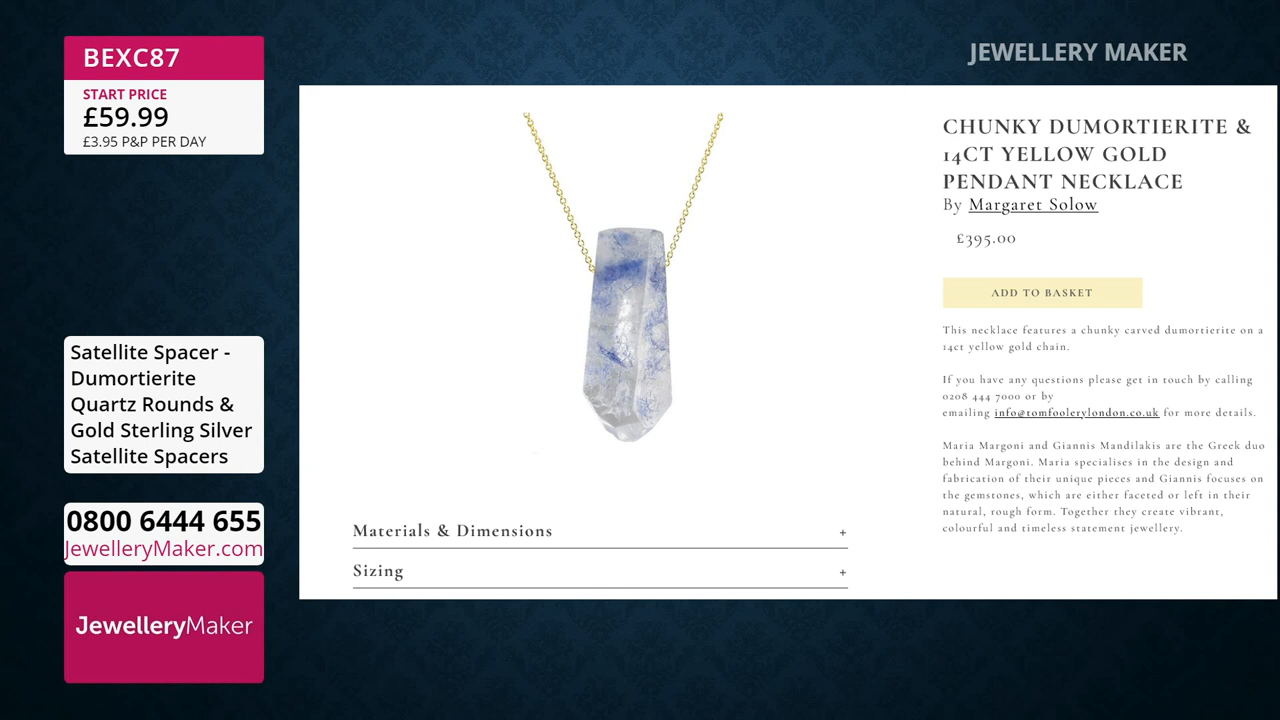 BEXC87
START PRICE
£59.99
£3.95 P&P PER DAY
Satellite Spacer -
Dumortierite
Quartz Rounds &
Gold Sterling Silver
Satellite Spacers
0800 6444 655
JewelleryMaker.com
JewelleryMaker
JEWELLERY MAKER
CHUNKY DUMORTIERITE &
14CT YELLOW GOLD
PENDANT NECKLACE
By Margaret Solow
£395.00
ADD TO BASKET
This necklace features a chunky carved dumortierite on a
14ct yellow gold chain.
If you have any questions please get in touch by calling
0208 444 7000 or by
emailing info@tomfoolerylondon.co.uk for more details.
Maria Margoni and Giannis Mandilakis are the Greek duo
behind Margoni. Maria specialises in the design and
fabrication of their unique pieces and Giannis focuses on
the gemstones, which are either faceted or left in their
natural, rough form. Together they create vibrant,
colourful and timeless statement jewellery.
Materials & Dimensions +
Sizing +